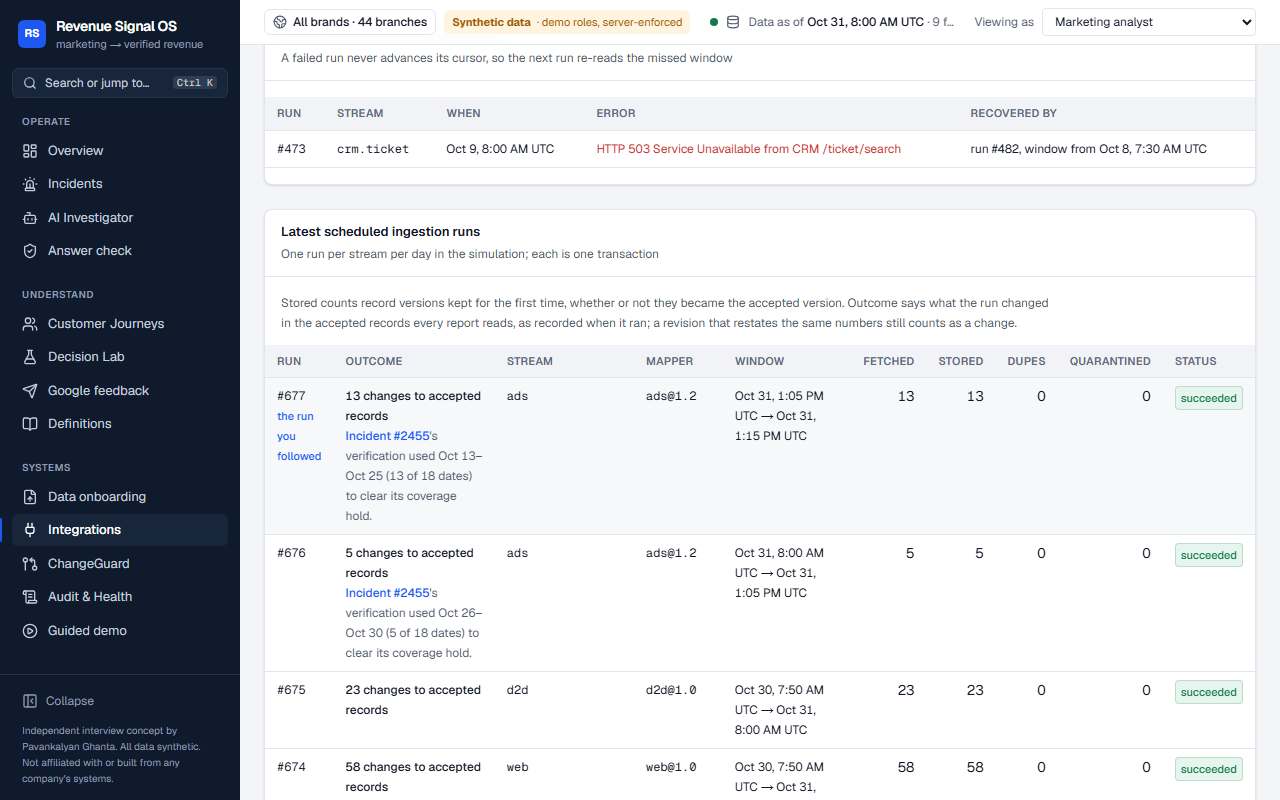 RS
Revenue Signal OS
marketing → verified revenue
Search or jump to…
Ctrl K
OPERATE
Overview
Incidents
AI Investigator
Answer check
UNDERSTAND
Customer Journeys
Decision Lab
Google feedback
Definitions
SYSTEMS
Data onboarding
Integrations
ChangeGuard
Audit & Health
Guided demo
Collapse
Independent interview concept by
Pavankalyan Ghanta. All data synthetic.
Not affiliated with or built from any
company's systems.
All brands · 44 branches
Synthetic data · demo roles, server-enforced
Data as of Oct 31, 8:00 AM UTC · 9 f…
Viewing as
Marketing analyst
A failed run never advances its cursor, so the next run re-reads the missed window
RUN STREAM WHEN ERROR RECOVERED BY
#473 crm.ticket Oct 9, 8:00 AM UTC HTTP 503 Service Unavailable from CRM /ticket/search run #482, window from Oct 8, 7:30 AM UTC
Latest scheduled ingestion runs
One run per stream per day in the simulation; each is one transaction
Stored counts record versions kept for the first time, whether or not they became the accepted version. Outcome says what the run changed
in the accepted records every report reads, as recorded when it ran; a revision that restates the same numbers still counts as a change.
RUN OUTCOME STREAM MAPPER WINDOW FETCHED STORED DUPES QUARANTINED STATUS
#677 13 changes to accepted ads ads@1.2 Oct 31, 1:05 PM 13 13 0 0 succeeded
the run records UTC → Oct 31,
you Incident #2455's 1:15 PM UTC
followed verification used Oct 13–
Oct 25 (13 of 18 dates)
to clear its coverage
hold.
#676 5 changes to accepted ads ads@1.2 Oct 31, 8:00 AM 5 5 0 0 succeeded
records UTC → Oct 31,
Incident #2455's 1:05 PM UTC
verification used Oct 26–
Oct 30 (5 of 18 dates) to
clear its coverage hold.
#675 23 changes to accepted d2d d2d@1.0 Oct 30, 7:50 AM 23 23 0 0 succeeded
records UTC → Oct 31,
8:00 AM UTC
#674 58 changes to accepted web web@1.0 Oct 30, 7:50 AM 58 58 0 0 succeeded
records UTC → Oct 31,